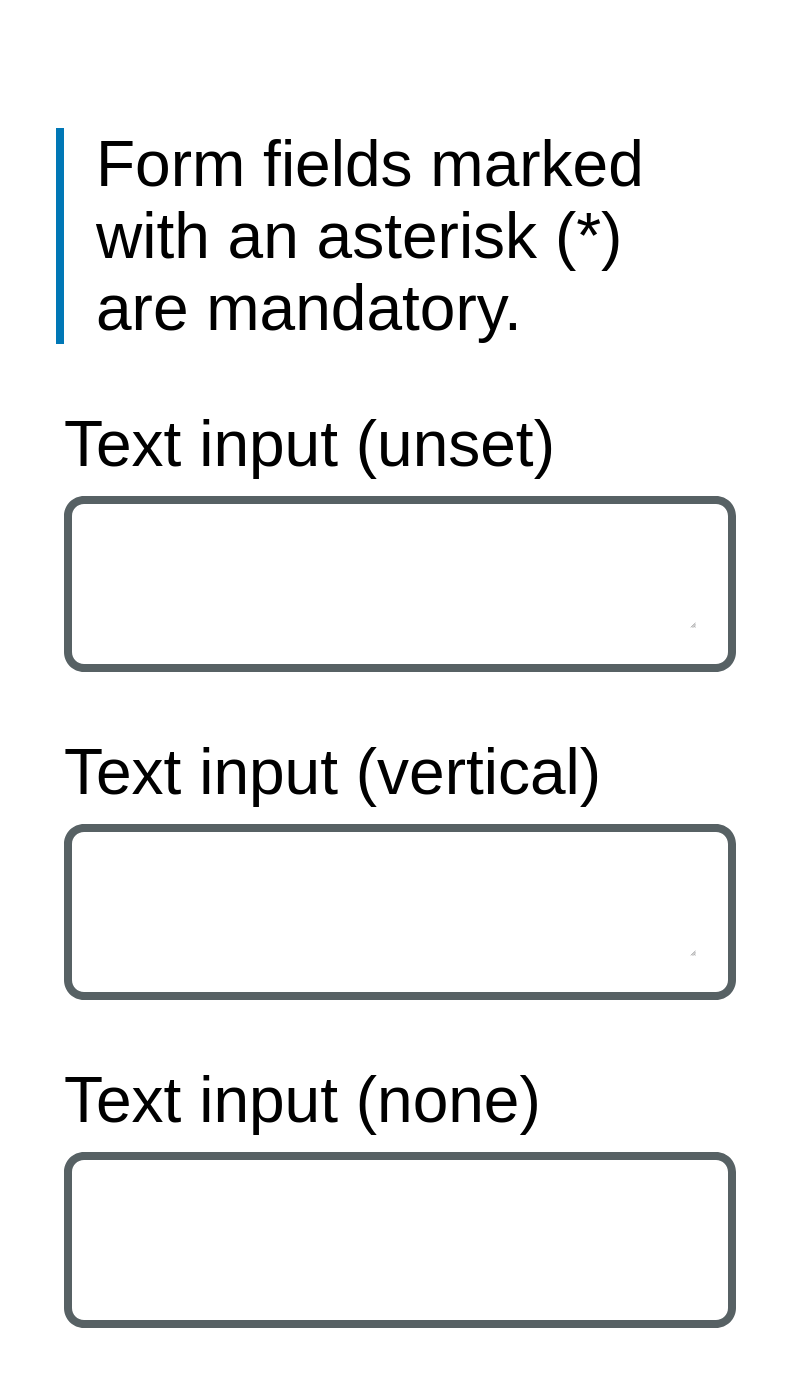 Form fields marked
with an asterisk (*)
are mandatory.
Text input (unset)
Text input (vertical)
Text input (none)